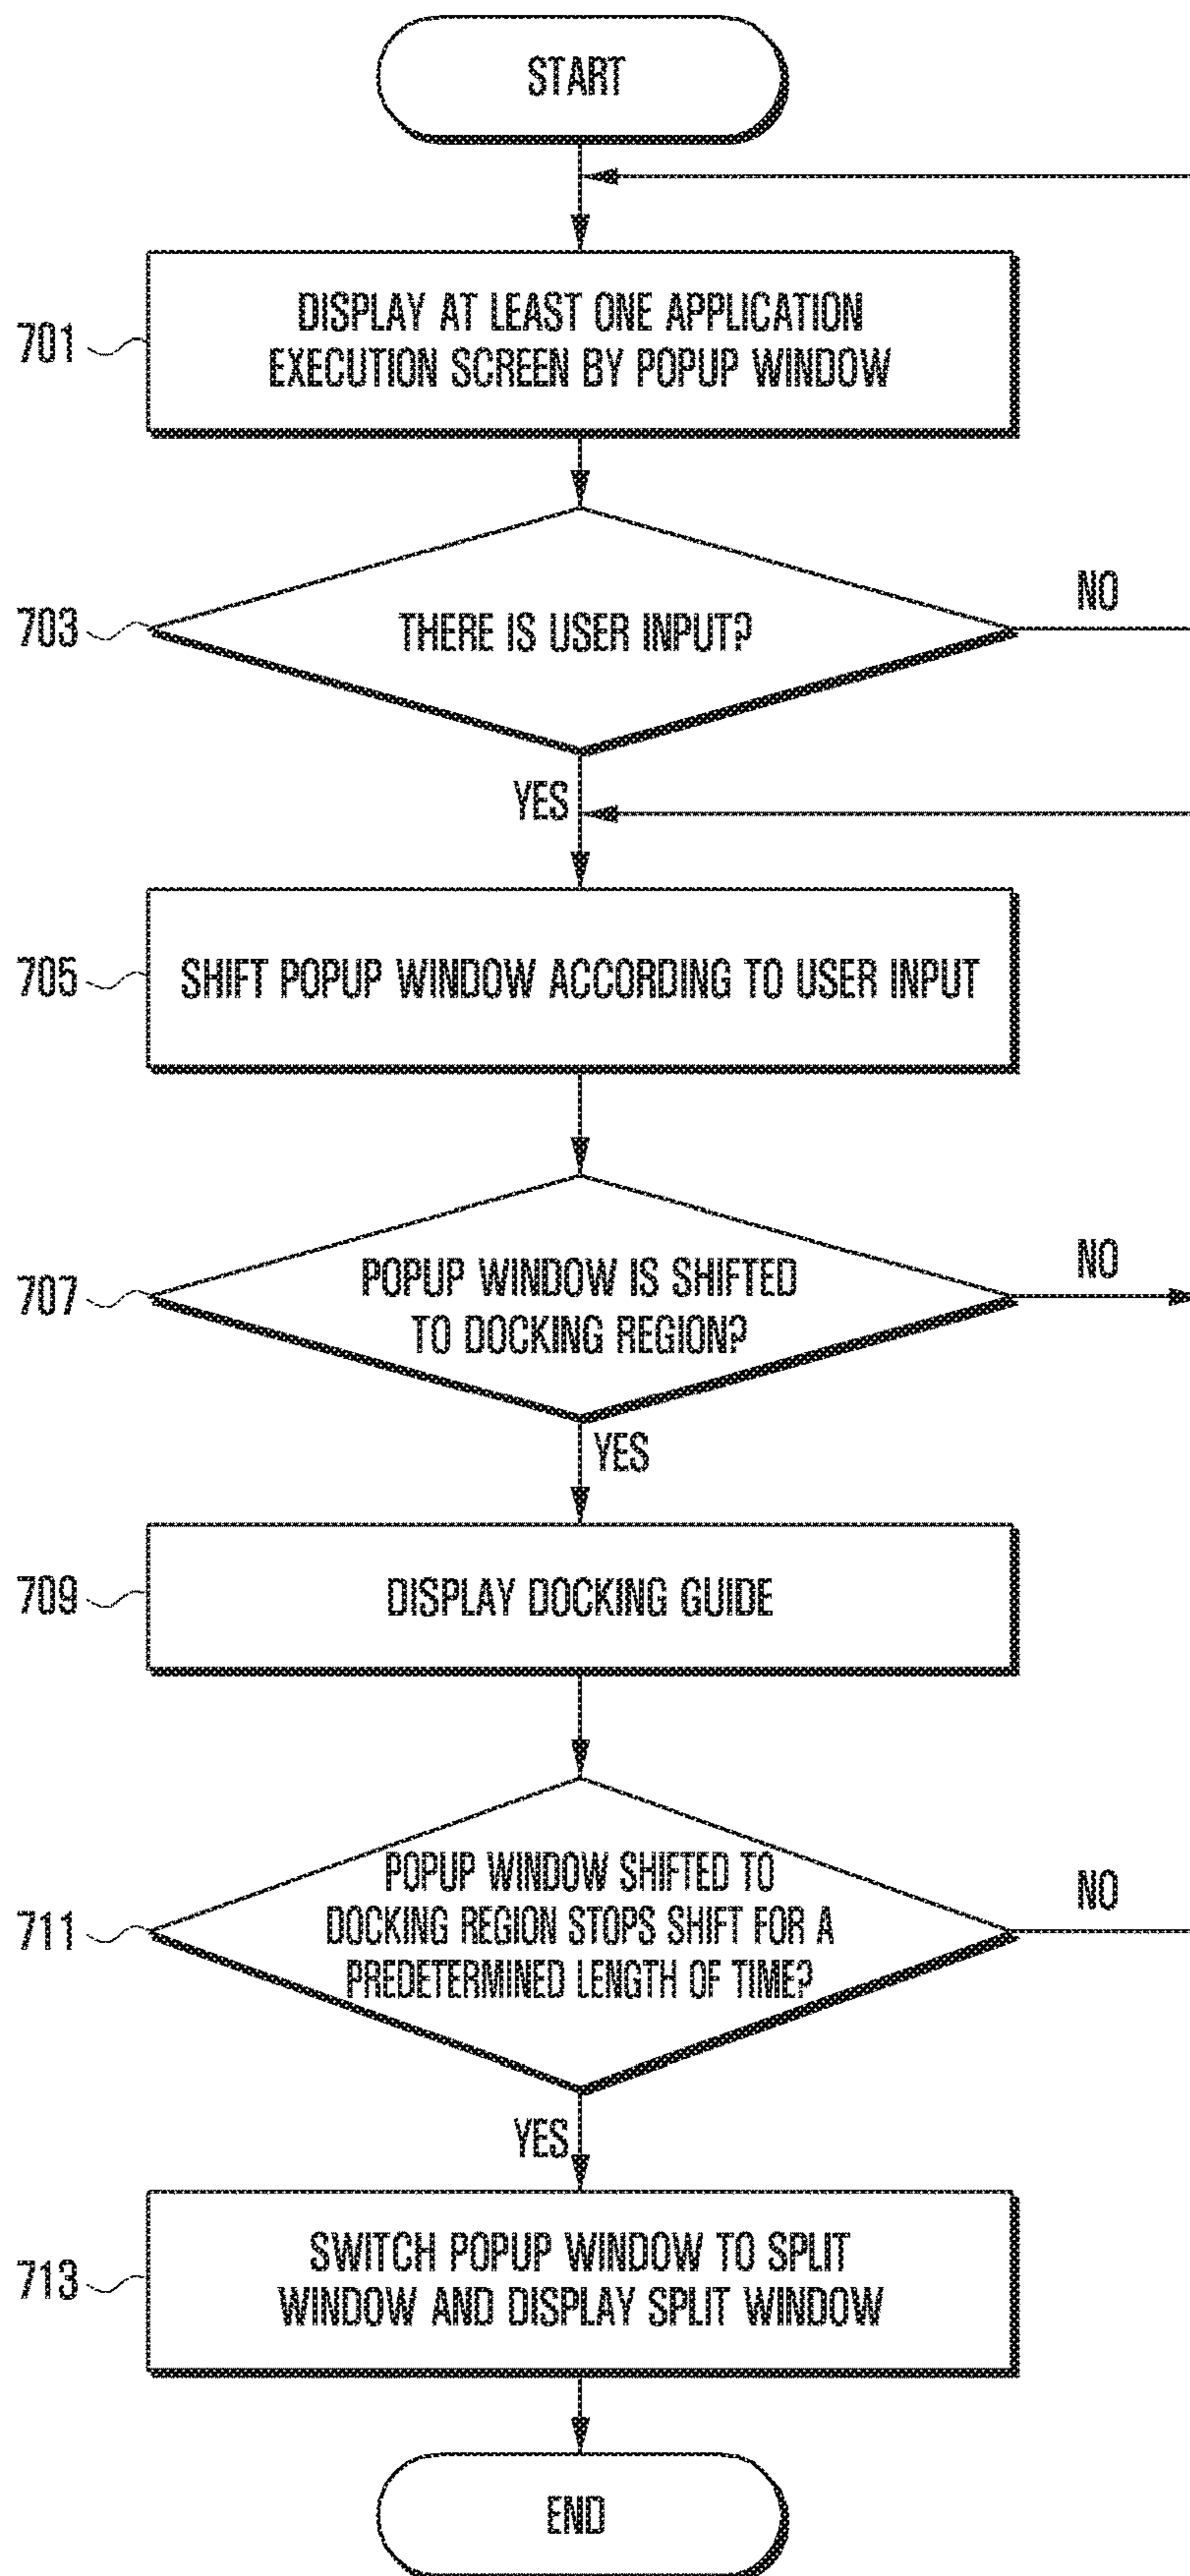 START
701
DISPLAY AT LEAST ONE APPLICATION
EXECUTION SCREEN BY POPUP WINDOW
703
THERE IS USER INPUT?
NO
YES
705
SHIFT POPUP WINDOW ACCORDING TO USER INPUT
707
POPUP WINDOW IS SHIFTED
TO DOCKING REGION?
NO
YES
709
DISPLAY DOCKING GUIDE
711
POPUP WINDOW SHIFTED TO
DOCKING REGION STOPS SHIFT FOR A
PREDETERMINED LENGTH OF TIME?
NO
YES
713
SWITCH POPUP WINDOW TO SPLIT
WINDOW AND DISPLAY SPLIT WINDOW
END